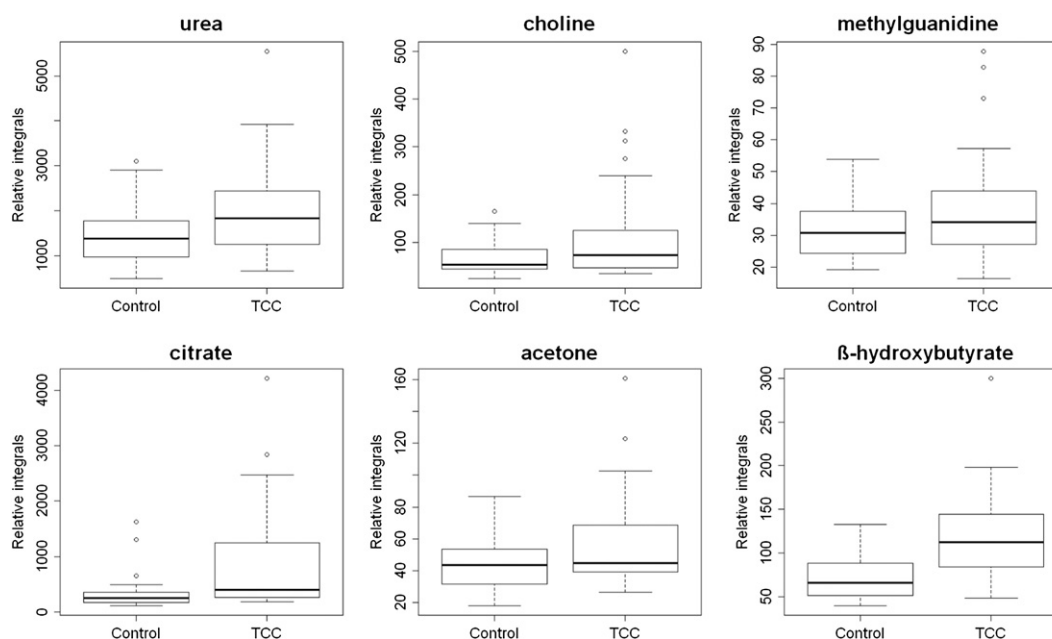 urea
Relative integrals
1000
3000
5000
Control
TCC
choline
Relative integrals
100
200
300
400
500
Control
TCC
methylguanidine
Relative integrals
20
30
40
50
60
70
80
90
Control
TCC
citrate
Relative integrals
0
1000
2000
3000
4000
Control
TCC
acetone
Relative integrals
20
40
60
80
120
160
Control
TCC
ß-hydroxybutyrate
Relative integrals
50
100
150
200
250
300
Control
TCC